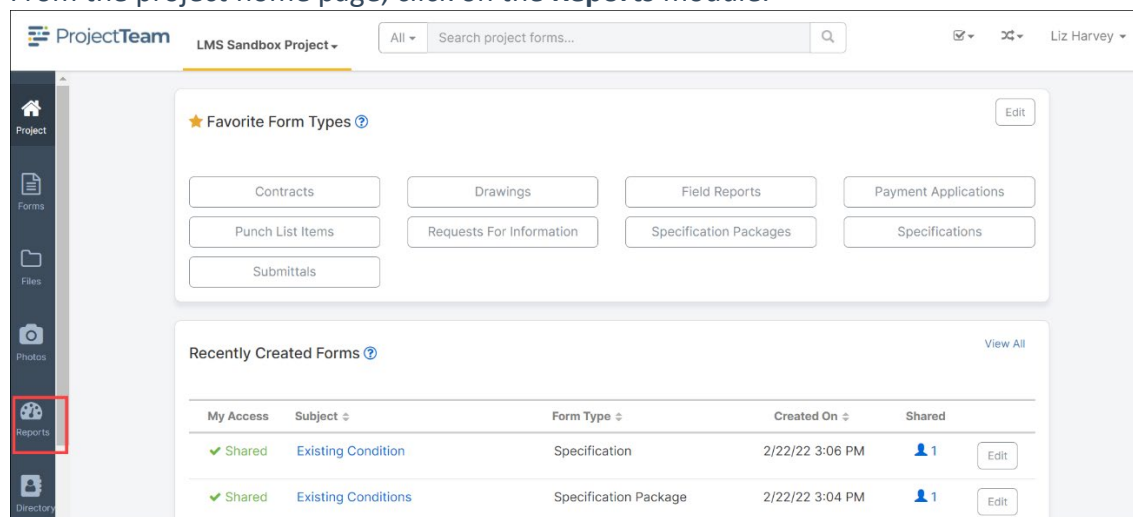 From the project home page, click on the Reports module.
ProjectTeam LMS Sandbox Project All Search project forms... Liz Harvey
Project
Favorite Form Types Edit
Forms
Contracts Drawings Field Reports Payment Applications
Punch List Items Requests For Information Specification Packages Specifications
Submittals
Files
Photos
Recently Created Forms View All
Reports
My Access Subject Form Type Created On Shared
Shared Existing Condition Specification 2/22/22 3:06 PM 1 Edit
Shared Existing Conditions Specification Package 2/22/22 3:04 PM 1 Edit
Directory